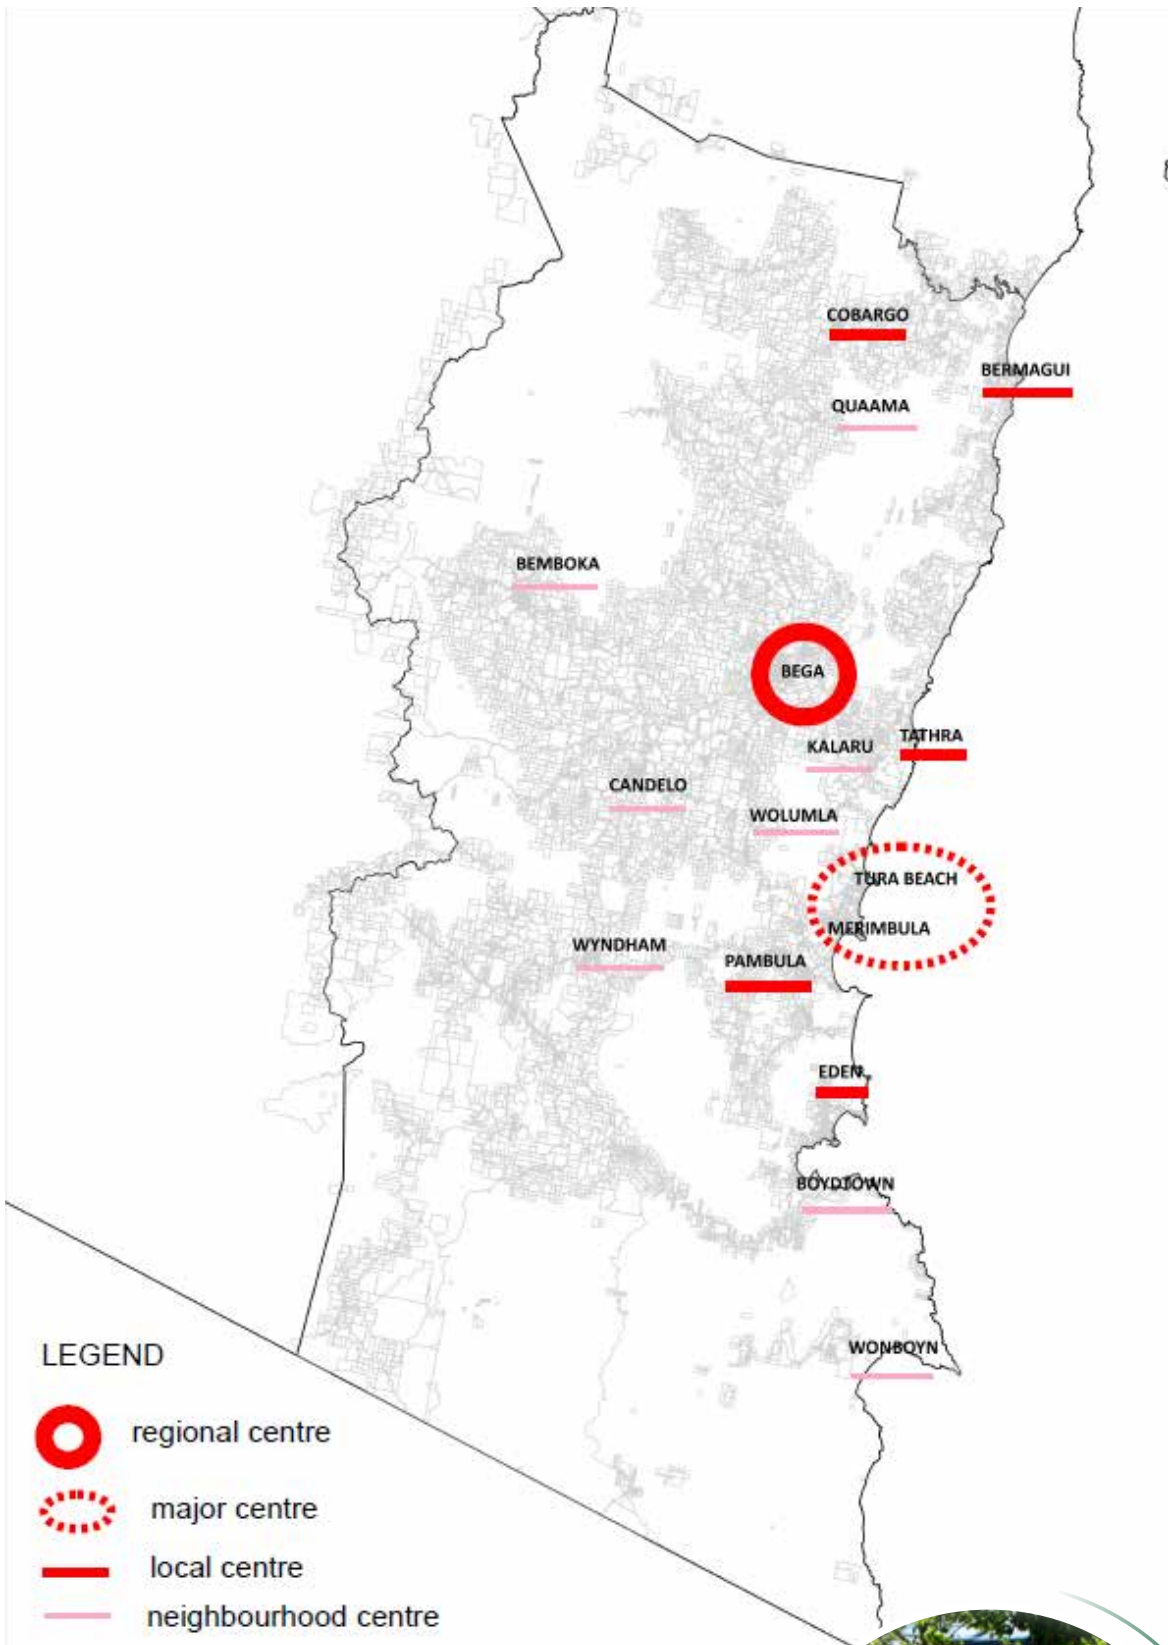 COBARGO
BERMAGUI
QUAAMA
BEMBOKA
BEGA
TATHRA
KALARU
CANDELO
WOLUMLA
TURA BEACH
MERIMBULA
WYNDHAM
PAMBULA
EDEN
BOYDTOWN
WONBOYN
LEGEND
regional centre
major centre
local centre
neighbourhood centre